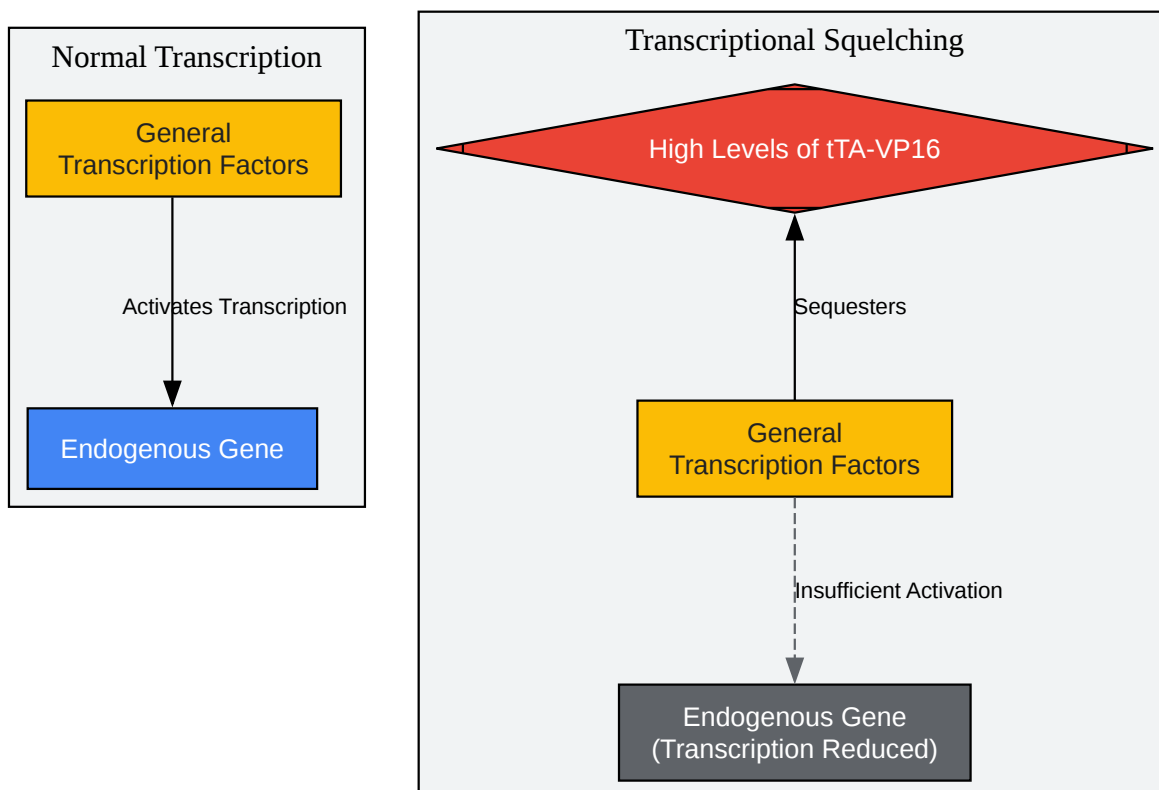 Normal Transcription
General
Transcription Factors
Activates Transcription
Endogenous Gene
Transcriptional Squelching
High Levels of tTA-VP16
Sequesters
General
Transcription Factors
Insufficient Activation
Endogenous Gene
(Transcription Reduced)